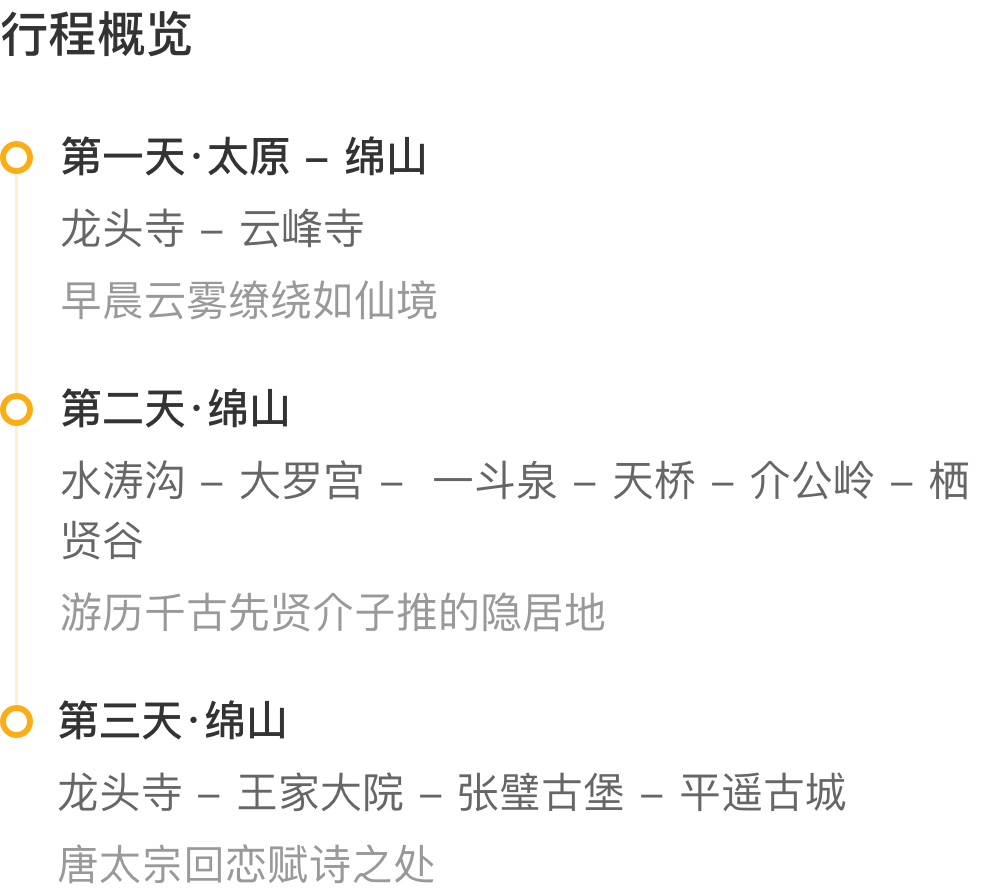 行程概览
第一天·太原 – 绵山
龙头寺 – 云峰寺
早晨云雾缭绕如仙境
第二天·绵山
水涛沟 – 大罗宫 – 一斗泉 – 天桥 – 介公岭 – 栖
贤谷
游历千古先贤介子推的隐居地
第三天·绵山
龙头寺 – 王家大院 – 张璧古堡 – 平遥古城
唐太宗回恋赋诗之处